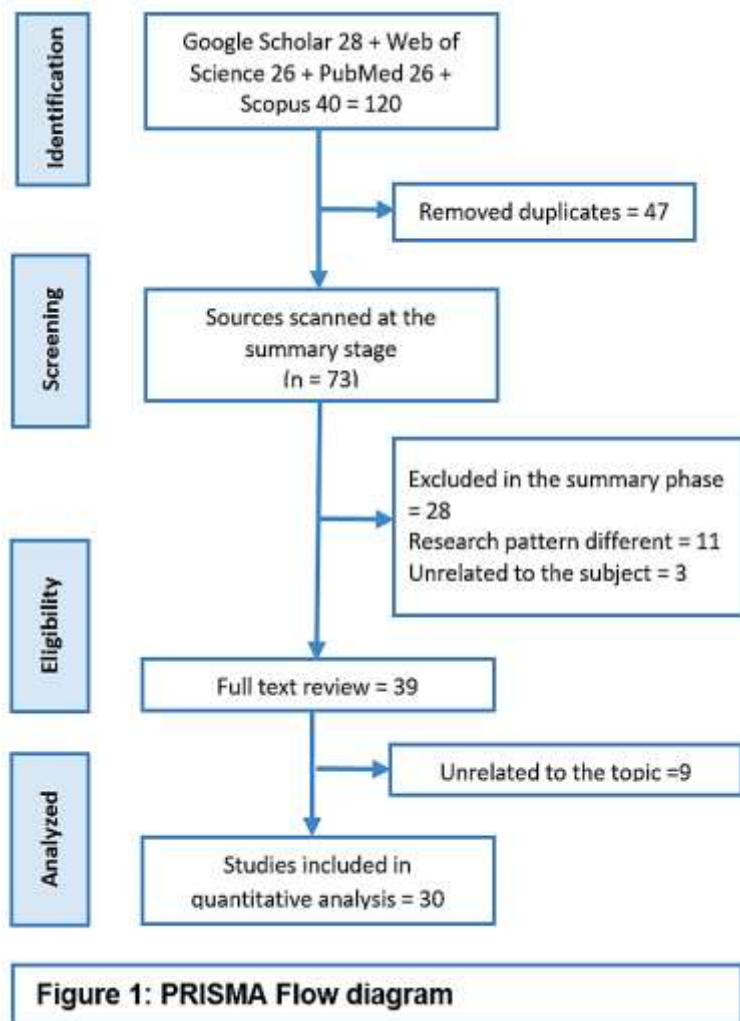 Identification
Google Scholar 28 + Web of
Science 26 + PubMed 26 +
Scopus 40 = 120
Removed duplicates = 47
Screening
Sources scanned at the
summary stage
(n = 73)
Excluded in the summary phase
= 28
Research pattern different = 11
Unrelated to the subject = 3
Eligibility
Full text review = 39
Unrelated to the topic =9
Analyzed
Studies included in
quantitative analysis = 30
Figure 1: PRISMA Flow diagram